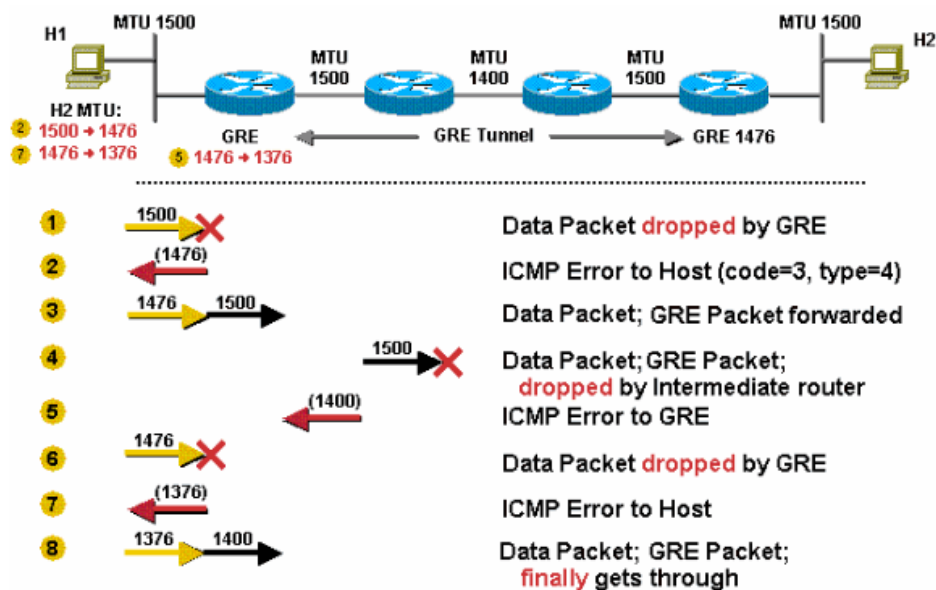 MTU 1500
MTU 1500
H1
H2
MTU
1500
MTU
1400
MTU
1500
H2 MTU:
2 1500 → 1476
7 1476 → 1376
GRE
GRE Tunnel
GRE 1476
5 1476 → 1376
1 1500 Data Packet dropped by GRE
2 (1476) ICMP Error to Host (code=3, type=4)
3 1476 1500 Data Packet; GRE Packet forwarded
4 1500 Data Packet; GRE Packet;
dropped by Intermediate router
5 (1400) ICMP Error to GRE
6 1476 Data Packet dropped by GRE
7 (1376) ICMP Error to Host
8 1376 1400 Data Packet; GRE Packet;
finally gets through